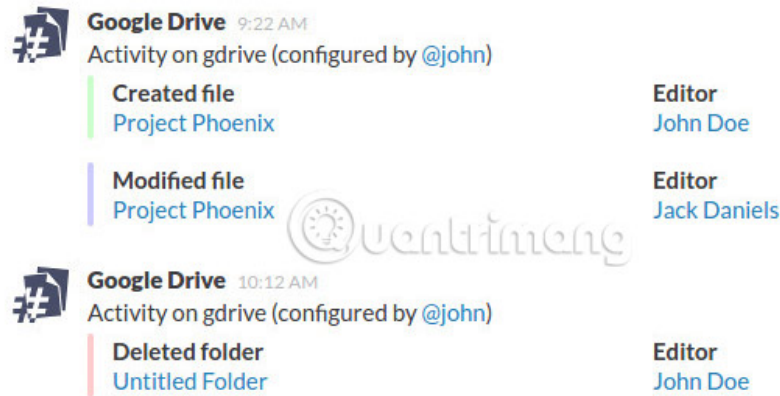 Google Drive 9:22 AM
Activity on gdrive (configured by @john)
Created file Editor
Project Phoenix John Doe
Modified file Editor
Project Phoenix Jack Daniels
Quantrimang
Google Drive 10:12 AM
Activity on gdrive (configured by @john)
Deleted folder Editor
Untitled Folder John Doe